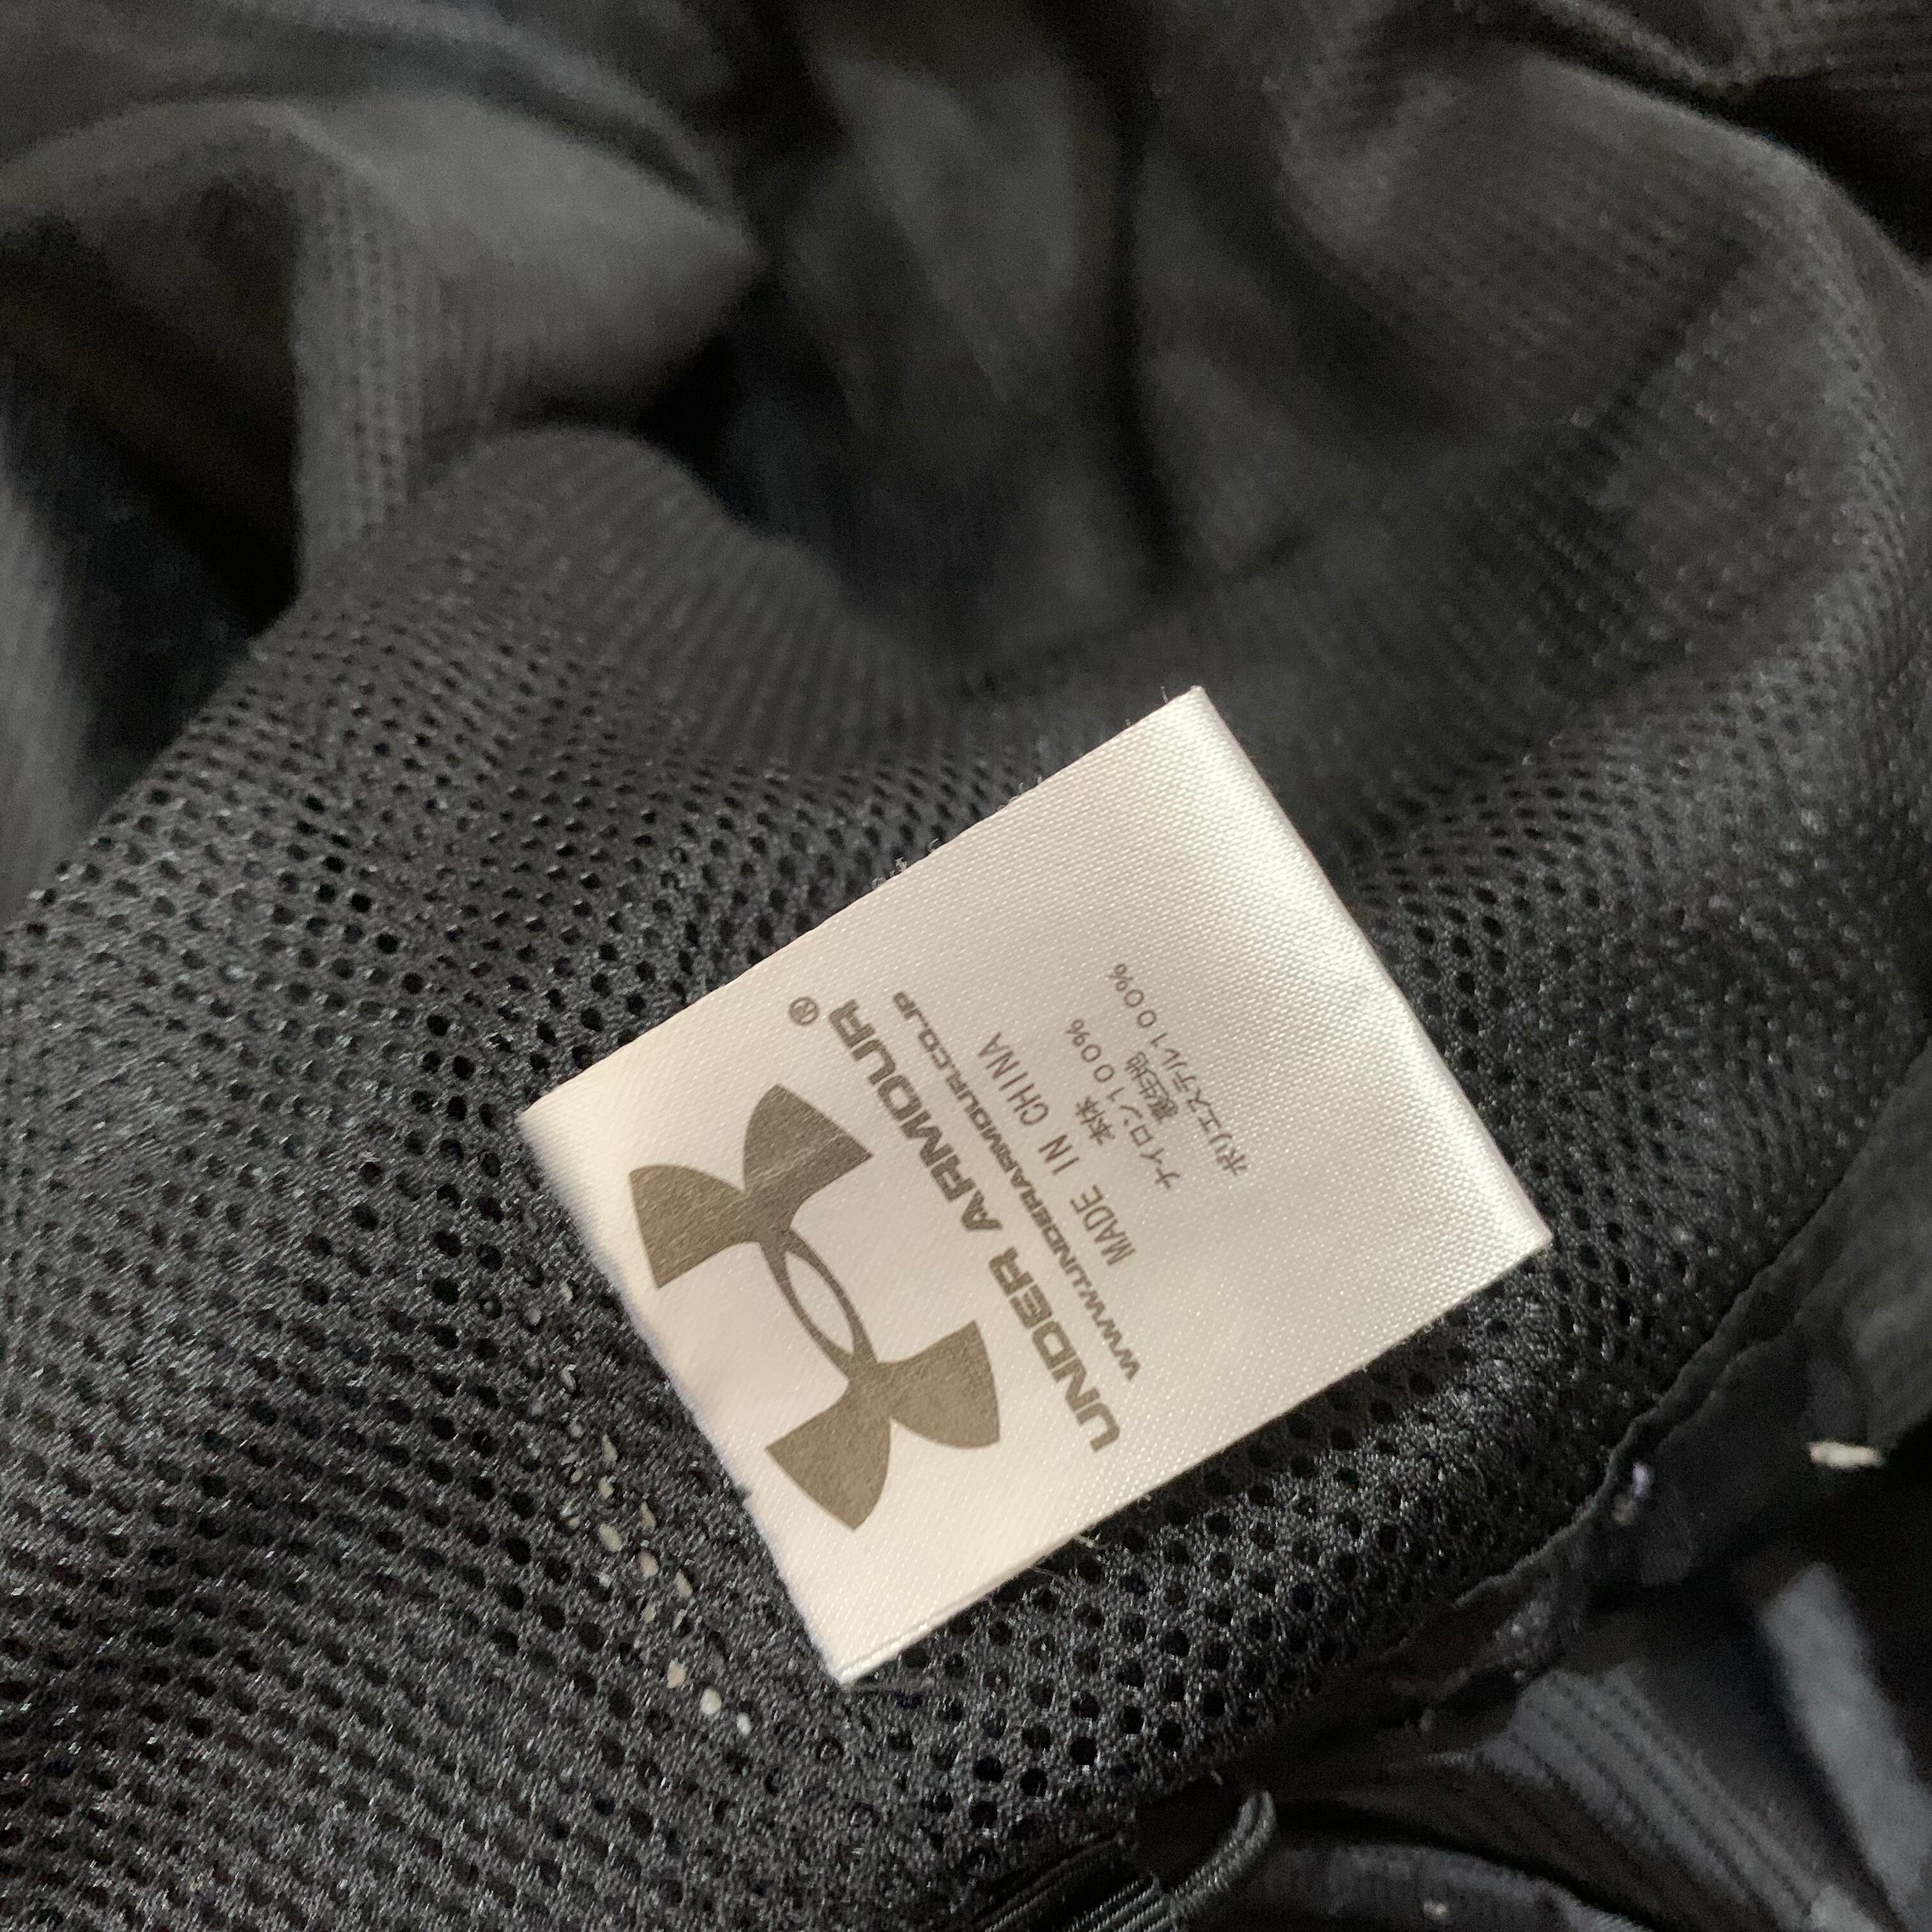 UNDER ARMOUR®
WWW.UNDERARMOUR.CO.JP
MADE IN CHINA
本体
ナイロン100%
裏生地
ポリエステル100%